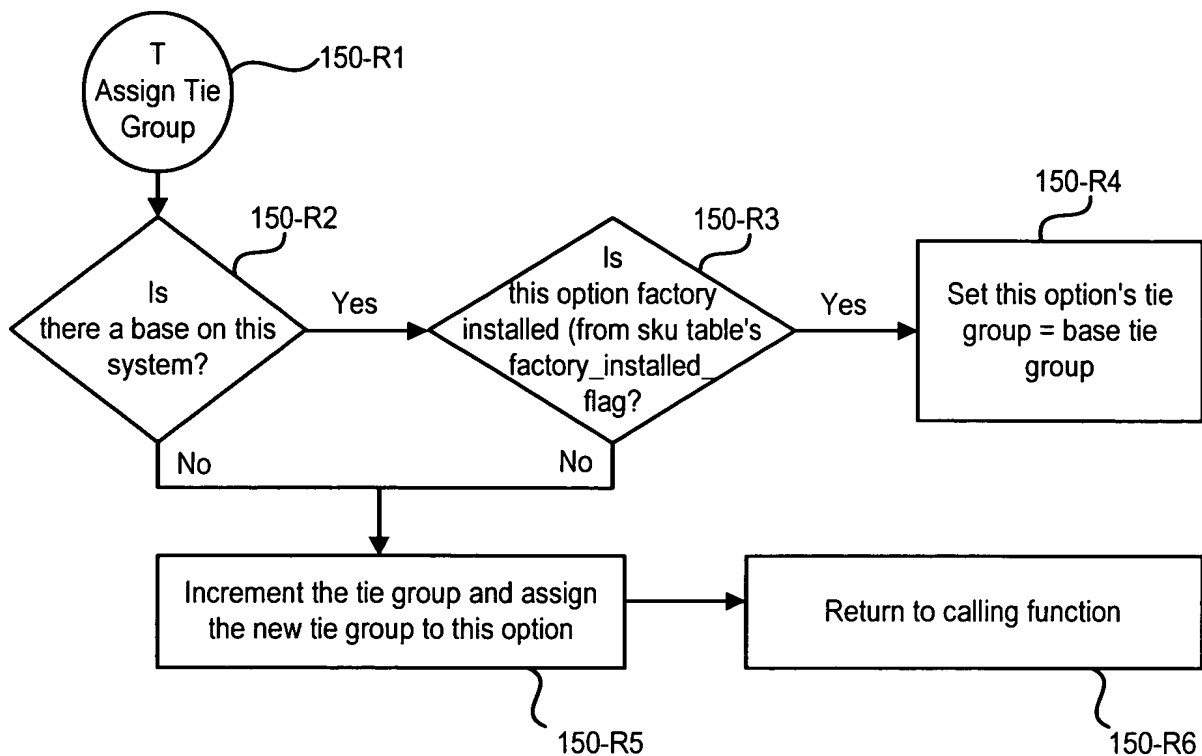 T
Assign Tie
Group
150-R1
150-R2
Is
there a base on this
system?
Yes
No
150-R3
Is
this option factory
installed (from sku table's
factory_installed_
flag?
Yes
No
150-R4
Set this option's tie
group = base tie
group
Increment the tie group and assign
the new tie group to this option
150-R5
Return to calling function
150-R6